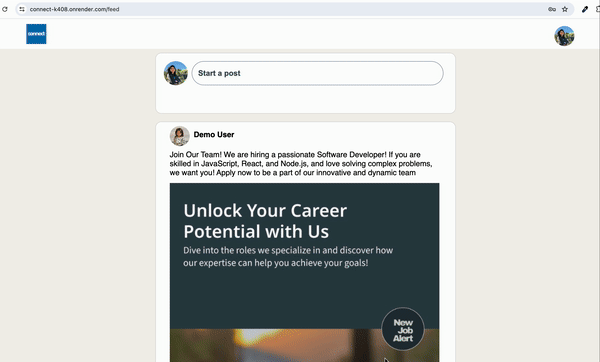 connect-k408.onrender.com/feed
connect
Start a post
Demo User
Join Our Team! We are hiring a passionate Software Developer! If you are
skilled in JavaScript, React, and Node.js, and love solving complex problems,
we want you! Apply now to be a part of our innovative and dynamic team
Unlock Your Career
Potential with Us
Dive into the roles we specialize in and discover how
our expertise can help you achieve your goals!
New
Job
Alert